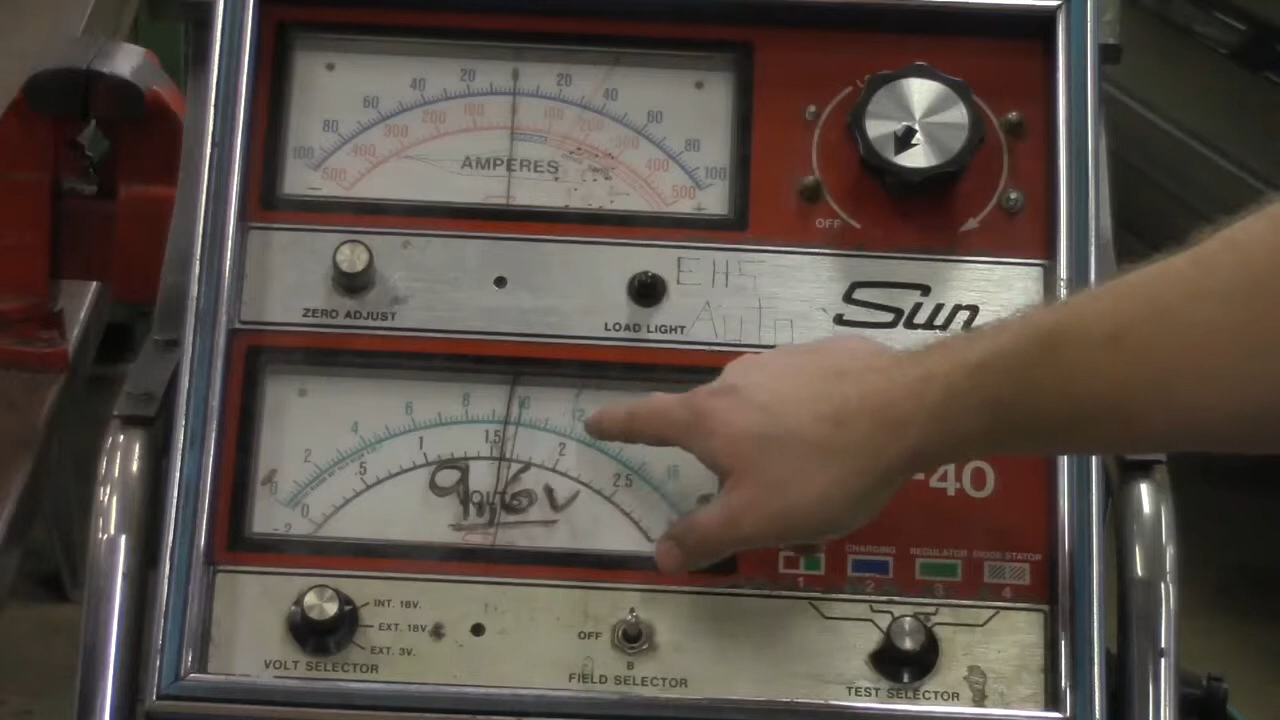 20 20
40 40
60 60
80 80
100 100
100 100
200 200
300 300
400 400
500 500
AMPERES
- +
OFF
ZERO ADJUST
LOAD LIGHT
EHS
Auto
Sun
0 2 4 6 8 10 12 16
0 .5 1 1.5 2 2.5
9.6V
-40
CHARGING REGULATOR DIODE STATOR
1 2 3 4
INT. 18V.
EXT. 18V.
EXT. 3V.
VOLT SELECTOR
OFF
B
FIELD SELECTOR
TEST SELECTOR